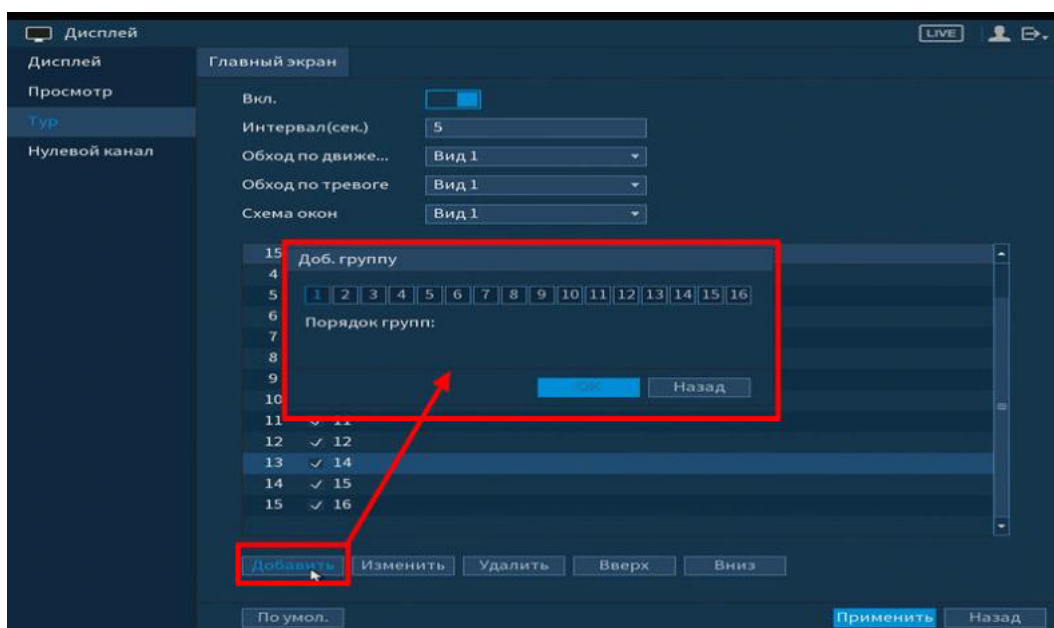 Дисплей LIVE
Дисплей Главный экран
Просмотр Вкл.
Тур Интервал(сек.) 5
Нулевой канал Обход по движе... Вид 1
Обход по тревоге Вид 1
Схема окон Вид 1
15 Доб. группу
4
5 1 2 3 4 5 6 7 8 9 10 11 12 13 14 15 16
6 Порядок групп:
7
8
9 OK Назад
10
11 11
12 12
13 14
14 15
15 16
Добавить Изменить Удалить Вверх Вниз
По умол. Применить Назад